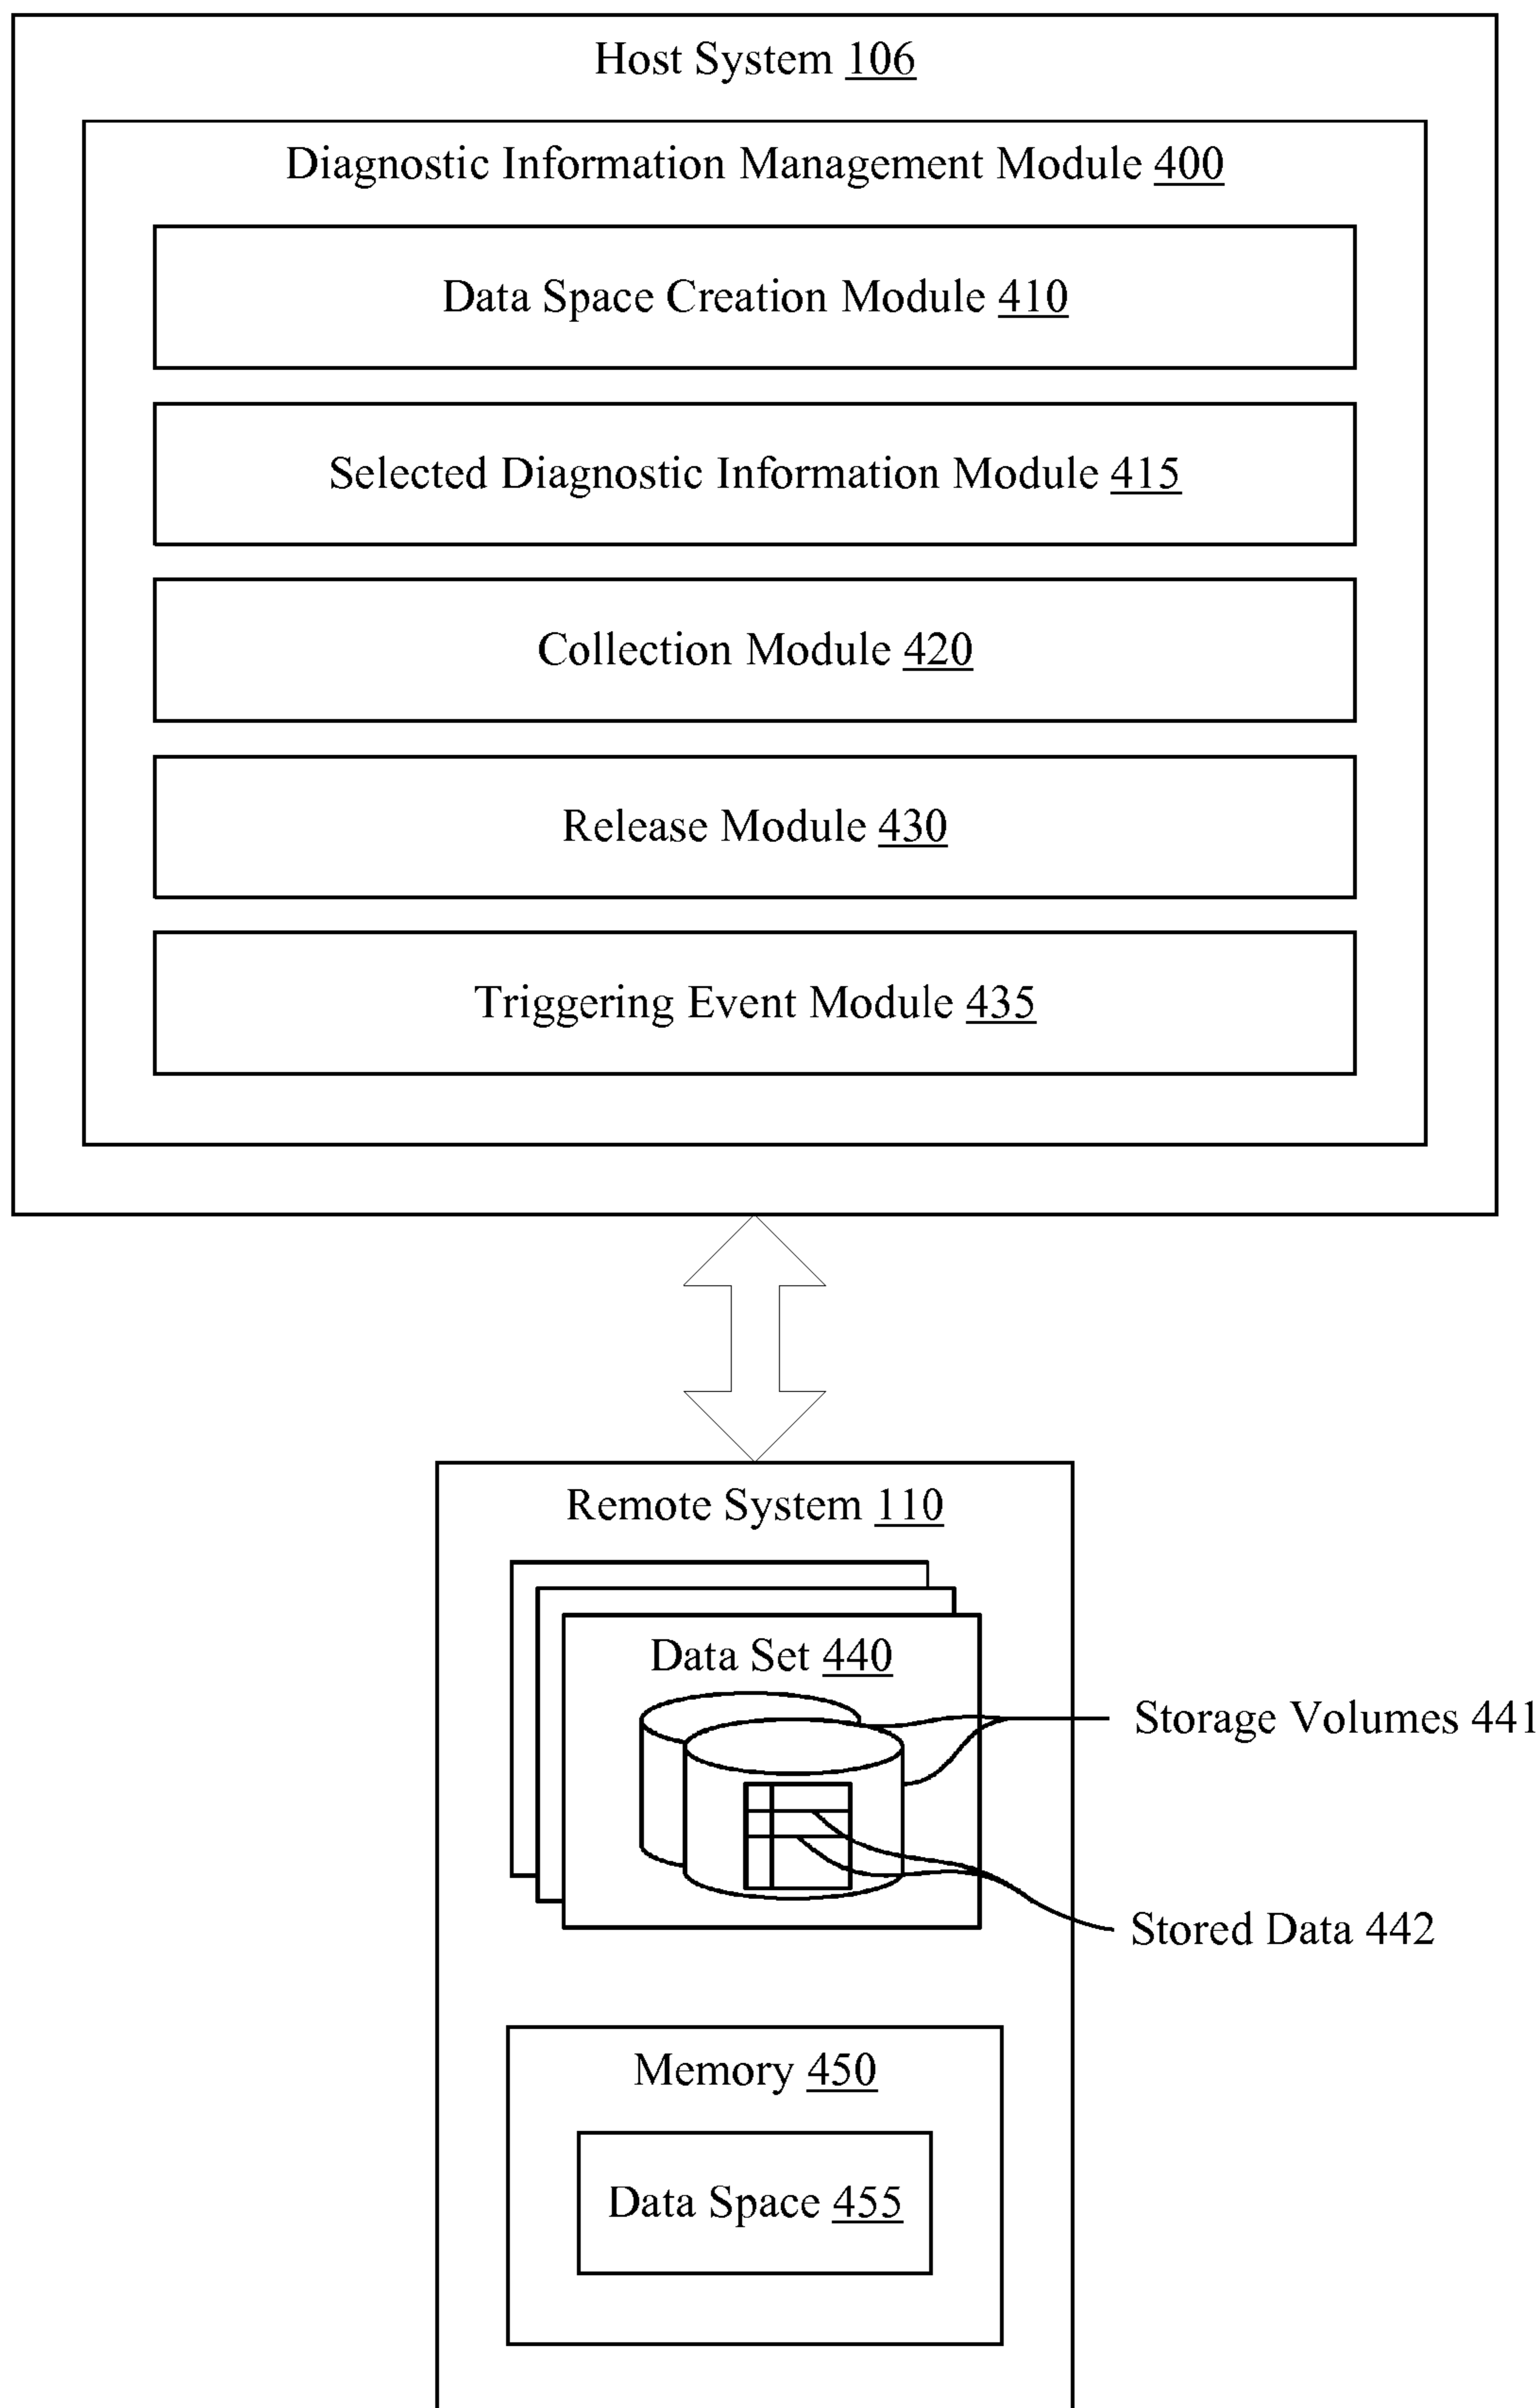 Host System 106
Diagnostic Information Management Module 400
Data Space Creation Module 410
Selected Diagnostic Information Module 415
Collection Module 420
Release Module 430
Triggering Event Module 435
Remote System 110
Data Set 440
Storage Volumes 441
Stored Data 442
Memory 450
Data Space 455